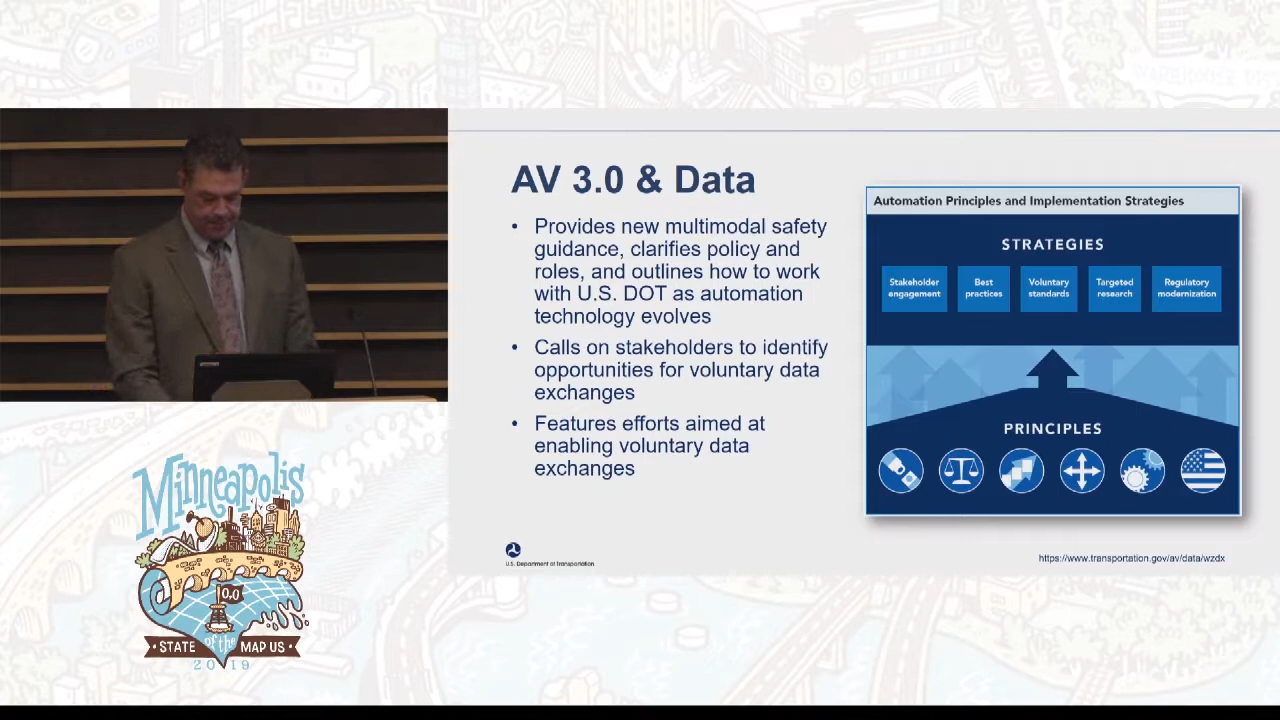 AV 3.0 & Data
• Provides new multimodal safety
guidance, clarifies policy and
roles, and outlines how to work
with U.S. DOT as automation
technology evolves
• Calls on stakeholders to identify
opportunities for voluntary data
exchanges
• Features efforts aimed at
enabling voluntary data
exchanges
Automation Principles and Implementation Strategies
STRATEGIES
Stakeholder
engagement
Best
practices
Voluntary
standards
Targeted
research
Regulatory
modernization
PRINCIPLES
U.S. Department of Transportation
https://www.transportation.gov/av/data/wzdx
Minneapolis
0,0
STATE of the MAP US
2019